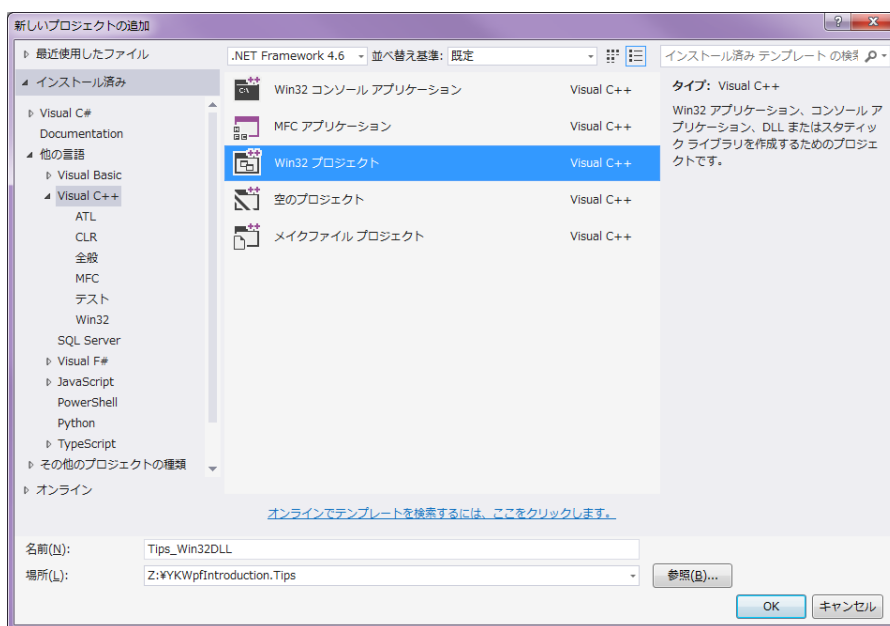 新しいプロジェクトの追加
最近使用したファイル
.NET Framework 4.6
並べ替え基準: 既定
インストール済み テンプレート の検索
インストール済み
Visual C#
Documentation
他の言語
Visual Basic
Visual C++
ATL
CLR
全般
MFC
テスト
Win32
SQL Server
Visual F#
JavaScript
PowerShell
Python
TypeScript
その他のプロジェクトの種類
オンライン
Win32 コンソール アプリケーション Visual C++
MFC アプリケーション Visual C++
Win32 プロジェクト Visual C++
空のプロジェクト Visual C++
メイクファイル プロジェクト Visual C++
タイプ: Visual C++
Win32 アプリケーション、コンソール ア
プリケーション、DLL またはスタティッ
ク ライブラリを作成するためのプロジェ
クトです。
オンラインでテンプレートを検索するには、ここをクリックします。
名前(N): Tips_Win32DLL
場所(L): Z:¥YKWpfIntroduction.Tips
参照(B)...
OK
キャンセル